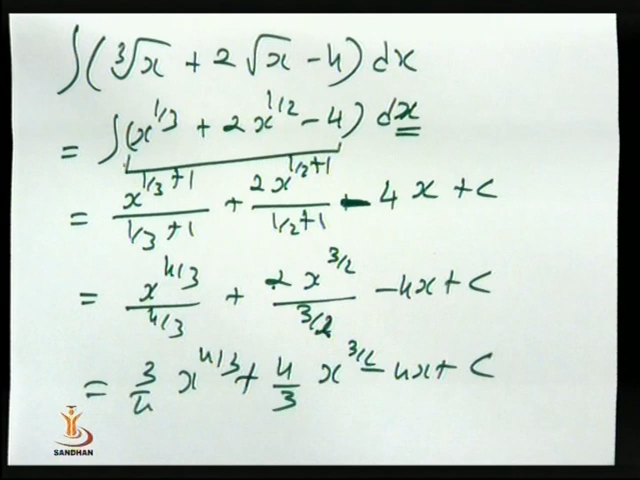 ∫(∛x + 2√x − 4) dx
= ∫(x^1/3 + 2x^1/2 − 4) dx
= x^1/3+1 / 1/3+1 + 2x^1/2+1 / 1/2+1 − 4x + C
= x^4/3 / 4/3 + 2x^3/2 / 3/2 − 4x + C
= 3/4 x^4/3 + 4/3 x^3/2 − 4x + C
SANDHAN